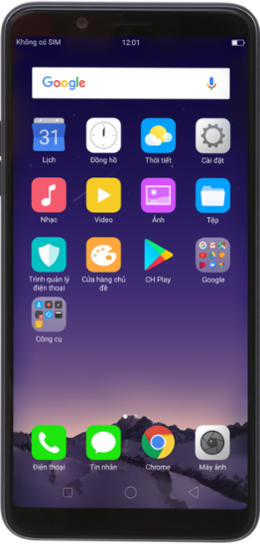 Không có SIM 12:01
Google
31
Lịch Đồng hồ Thời tiết Cài đặt
Nhạc Video Ảnh Tệp
Trình quản lý điện thoại Cửa hàng chủ đề CH Play Google
Công cụ
Điện thoại Tin nhắn Chrome Máy ảnh